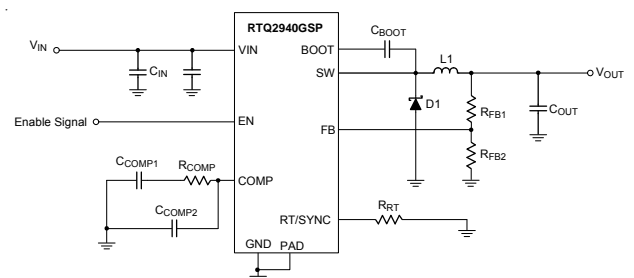 RTQ2940GSP
VIN
VIN
CIN
BOOT
CBOOT
SW
L1
VOUT
D1
RFB1
COUT
Enable Signal
EN
FB
RFB2
CCOMP1
RCOMP
COMP
CCOMP2
RT/SYNC
RRT
GND
PAD